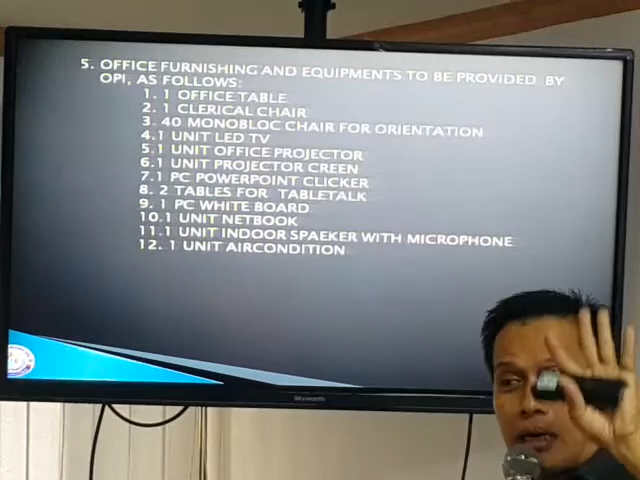 5. OFFICE FURNISHING AND EQUIPMENTS TO BE PROVIDED BY
OPI, AS FOLLOWS:
1. 1 OFFICE TABLE
2. 1 CLERICAL CHAIR
3. 40 MONOBLOC CHAIR FOR ORIENTATION
4.1 UNIT LED TV
5.1 UNIT OFFICE PROJECTOR
6.1 UNIT PROJECTOR CREEN
7.1 PC POWERPOINT CLICKER
8. 2 TABLES FOR TABLETALK
9. 1 PC WHITE BOARD
10.1 UNIT NETBOOK
11.1 UNIT INDOOR SPAEKER WITH MICROPHONE
12. 1 UNIT AIRCONDITION
Skyworth